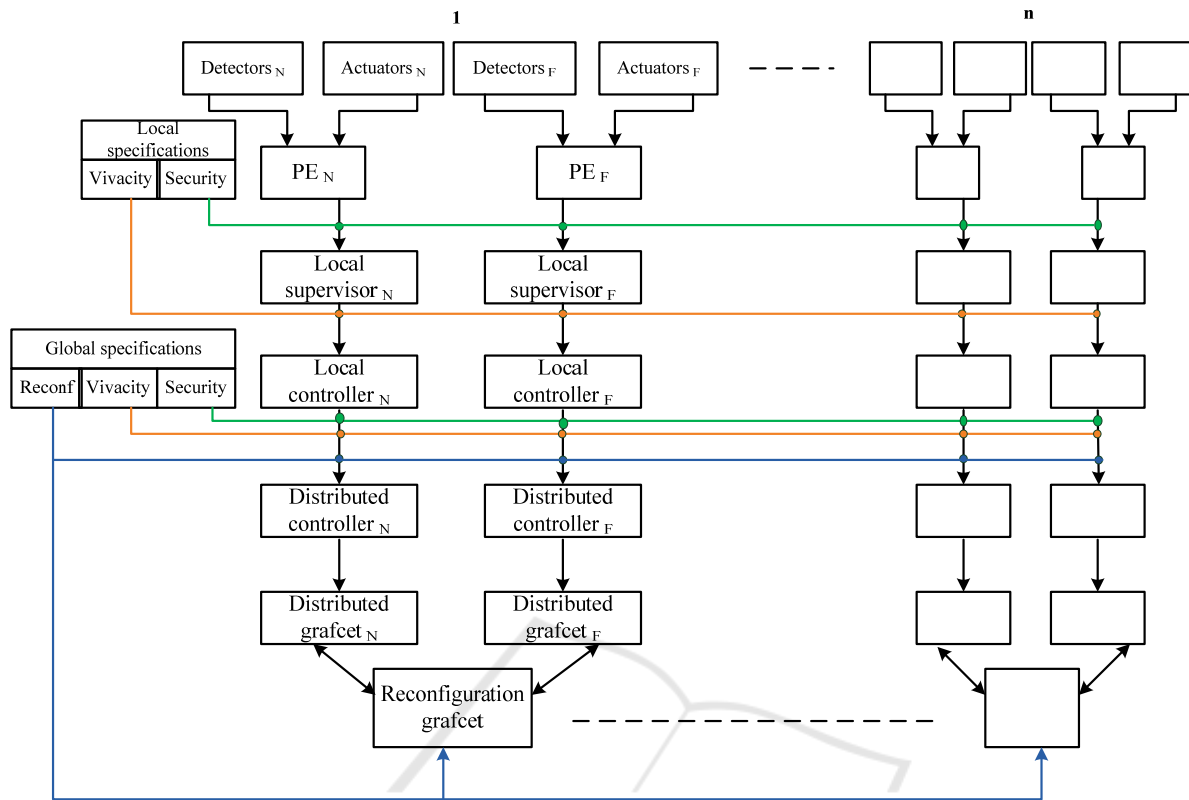 1
n
Detectors N
Actuators N
Detectors F
Actuators F
Local
specifications
Vivacity
Security
PE N
PE F
Local
supervisor N
Local
supervisor F
Global specifications
Reconf
Vivacity
Security
Local
controller N
Local
controller F
Distributed
controller N
Distributed
controller F
Distributed
grafcet N
Distributed
grafcet F
Reconfiguration
grafcet